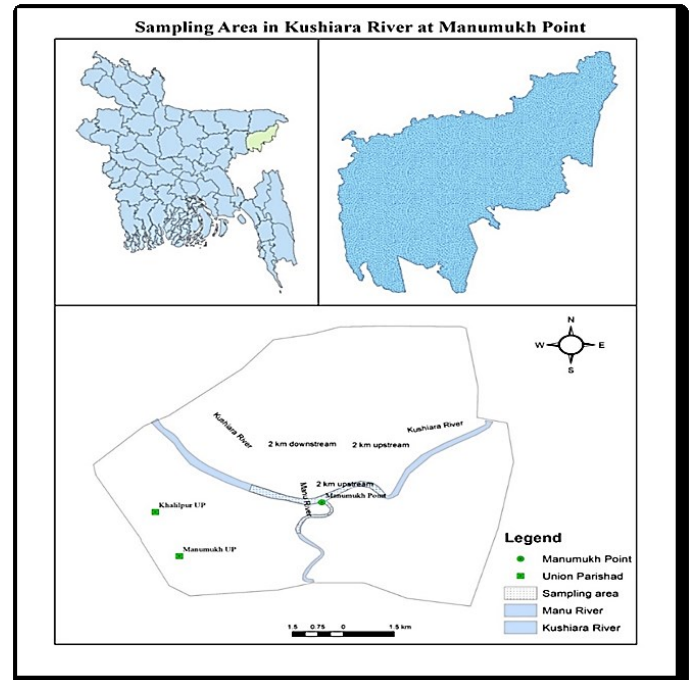 Sampling Area in Kushiara River at Manumukh Point
N
W
E
S
Kushiara River
Kushiara River
2 km downstream
2 km upstream
2 km upstream
Manu River
Manumukh Point
Khalilpur UP
Manumukh UP
Legend
Manumukh Point
Union Parishad
Sampling area
Manu River
Kushiara River
1.5 0.75 0 1.5 km